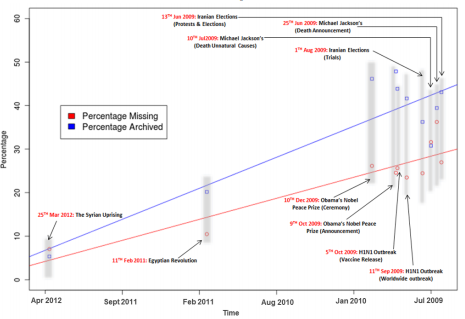 13TH Jun 2009: Iranian Elections
(Protests & Elections)
25TH Jun 2009: Michael Jackson's
(Death Announcement)
10TH Jul2009: Michael Jackson's
(Death Unnatural Causes)
1TH Aug 2009: Iranian Elections
(Trials)
Percentage Missing
Percentage Archived
10TH Dec 2009: Obama's Nobel
Peace Prize (Ceremony)
9TH Oct 2009: Obama's Nobel Peace
Prize (Announcement)
25TH Mar 2012: The Syrian Uprising
5TH Oct 2009: H1N1 Outbreak
(Vaccine Release)
11TH Feb 2011: Egyptian Revolution
11TH Sep 2009: H1N1 Outbreak
(Worldwide outbreak)
Percentage
0
10
20
30
40
50
60
Apr 2012
Sept 2011
Feb 2011
Aug 2010
Jan 2010
Jul 2009
Time